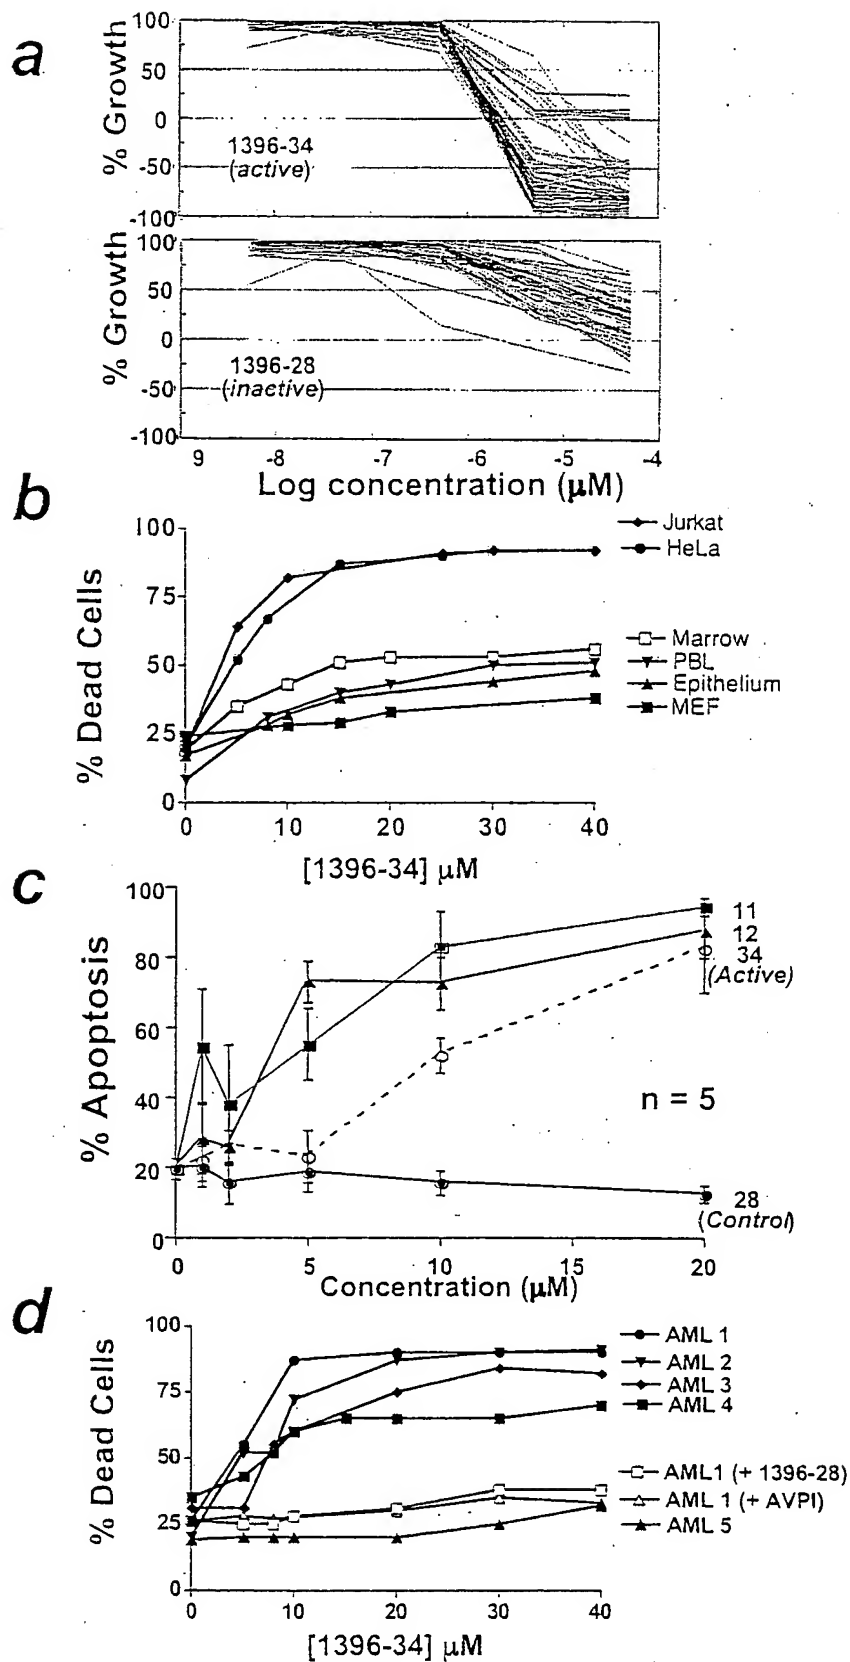 a
% Growth
100
50
0
-50
-100
1396-34
(active)
% Growth
100
50
0
-50
-100
1396-28
(inactive)
9 -8 -7 -6 -5 -4
Log concentration (µM)
b
% Dead Cells
100
75
50
25
0
Jurkat
HeLa
Marrow
PBL
Epithelium
MEF
0 10 20 30 40
[1396-34] µM
c
% Apoptosis
100
80
60
40
20
0
11
12
34
(Active)
n = 5
28
(Control)
0 5 10 15 20
Concentration (µM)
d
% Dead Cells
100
75
50
25
0
AML 1
AML 2
AML 3
AML 4
AML1 (+ 1396-28)
AML 1 (+ AVPI)
AML 5
0 10 20 30 40
[1396-34] µM